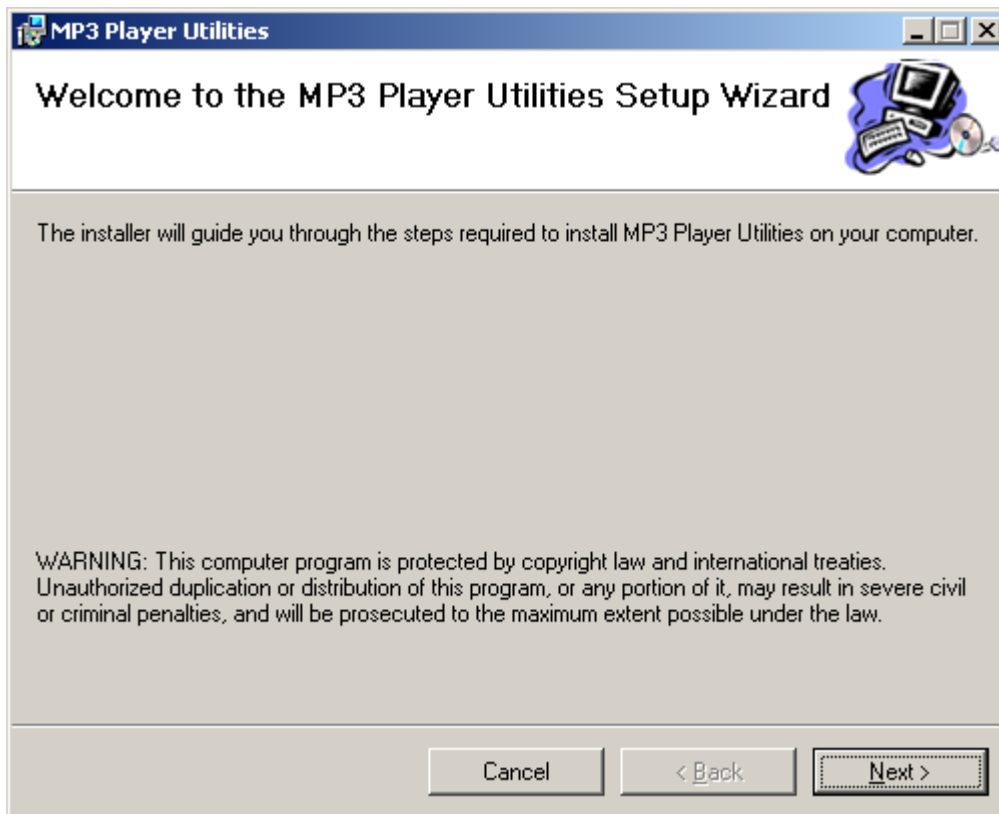 MP3 Player Utilities
Welcome to the MP3 Player Utilities Setup Wizard
The installer will guide you through the steps required to install MP3 Player Utilities on your computer.
WARNING: This computer program is protected by copyright law and international treaties.
Unauthorized duplication or distribution of this program, or any portion of it, may result in severe civil
or criminal penalties, and will be prosecuted to the maximum extent possible under the law.
Cancel < Back Next >